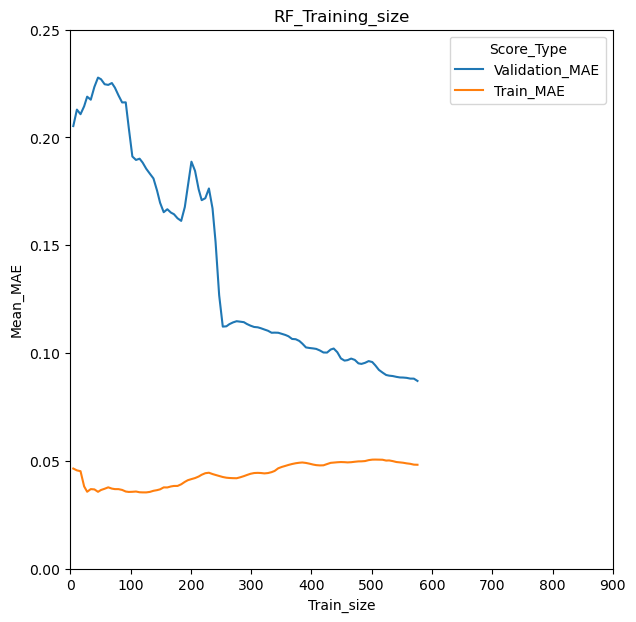 RF_Training_size
Score_Type
Validation_MAE
Train_MAE
Mean_MAE
0.25
0.20
0.15
0.10
0.05
0.00
0 100 200 300 400 500 600 700 800 900
Train_size